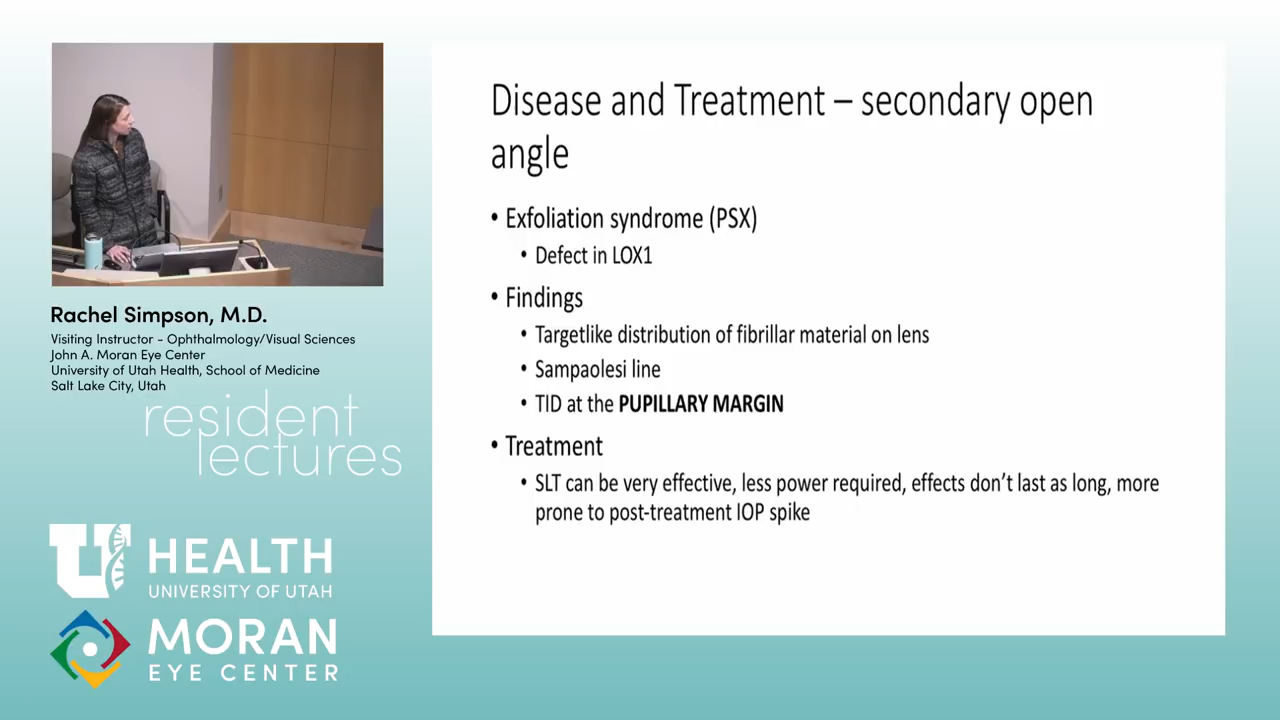 Disease and Treatment – secondary open
angle
• Exfoliation syndrome (PSX)
• Defect in LOX1
• Findings
• Targetlike distribution of fibrillar material on lens
• Sampaolesi line
• TID at the PUPILLARY MARGIN
• Treatment
• SLT can be very effective, less power required, effects don't last as long, more
prone to post-treatment IOP spike
Rachel Simpson, M.D.
Visiting Instructor - Ophthalmology/Visual Sciences
John A. Moran Eye Center
University of Utah Health, School of Medicine
Salt Lake City, Utah
resident
lectures
U HEALTH
UNIVERSITY OF UTAH
MORAN
EYE CENTER